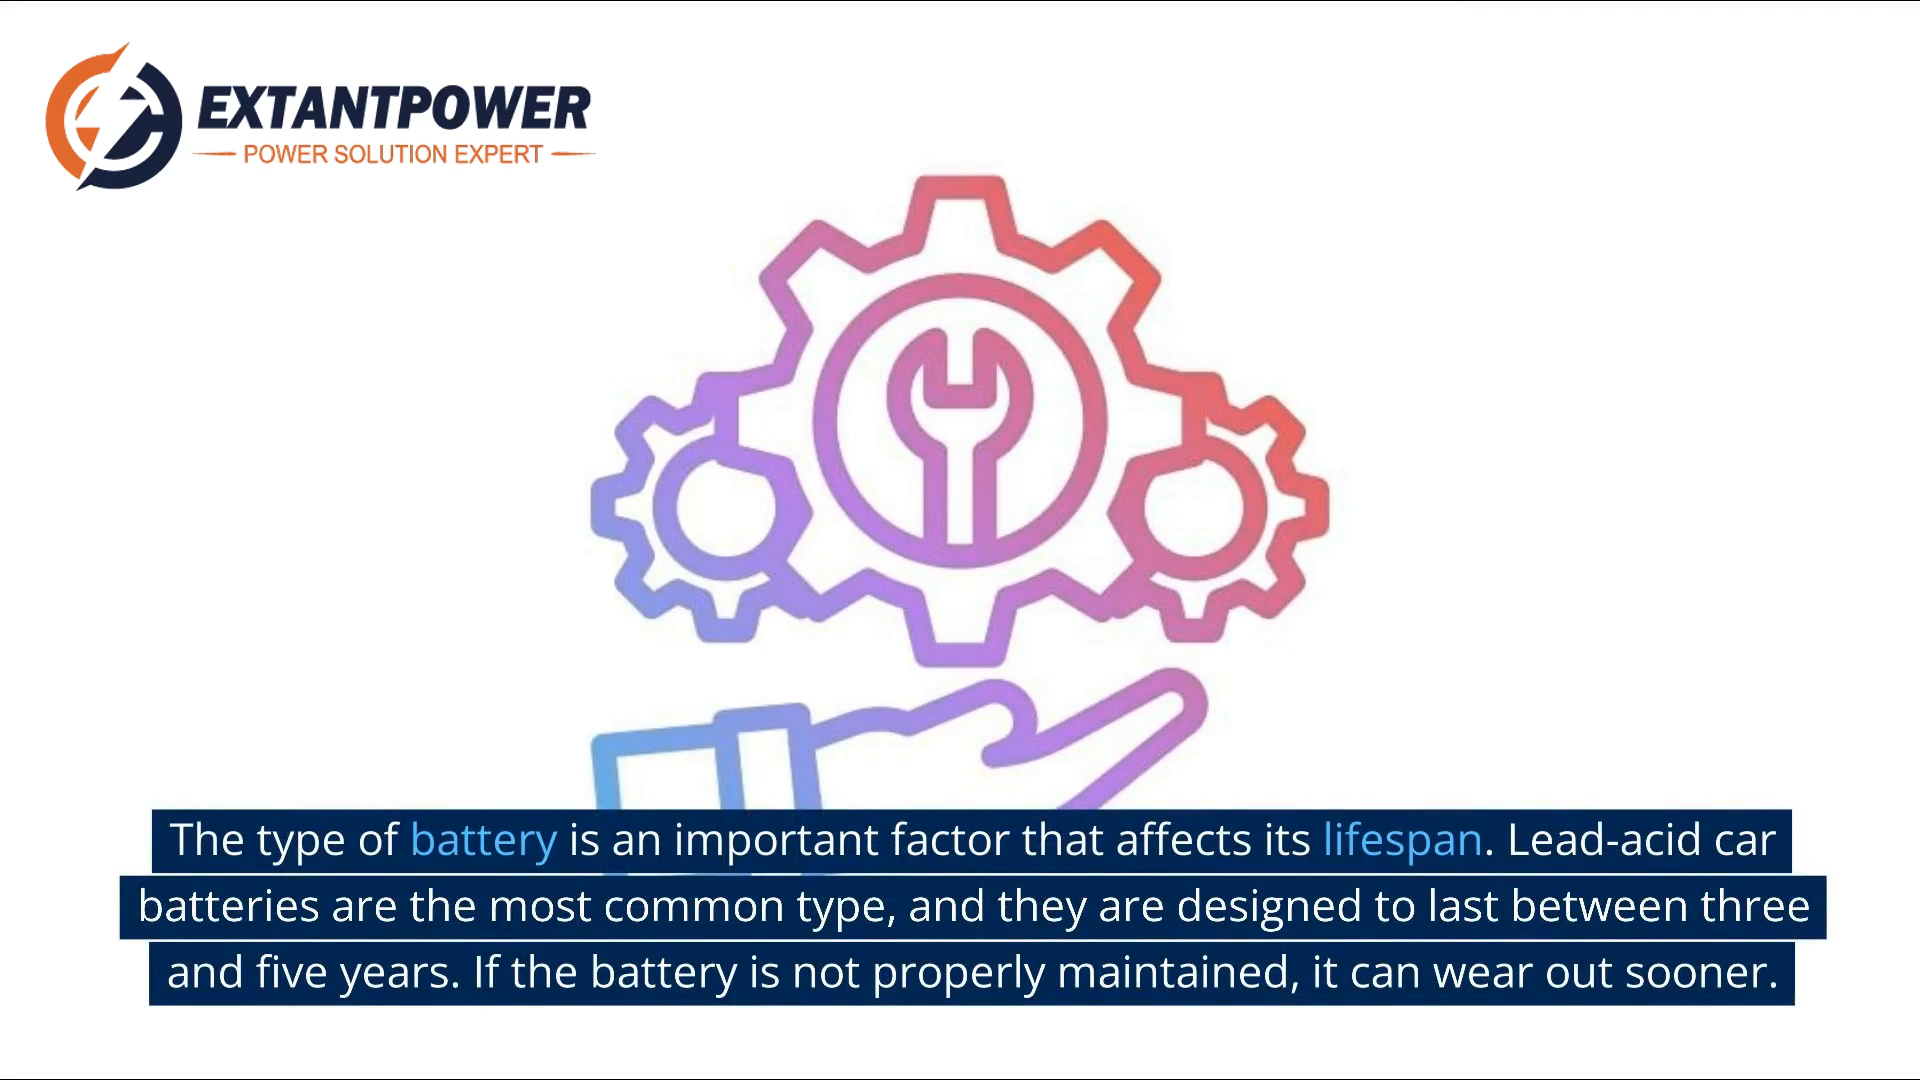 EXTANTPOWER
POWER SOLUTION EXPERT
The type of battery is an important factor that affects its lifespan. Lead-acid car
batteries are the most common type, and they are designed to last between three
and five years. If the battery is not properly maintained, it can wear out sooner.